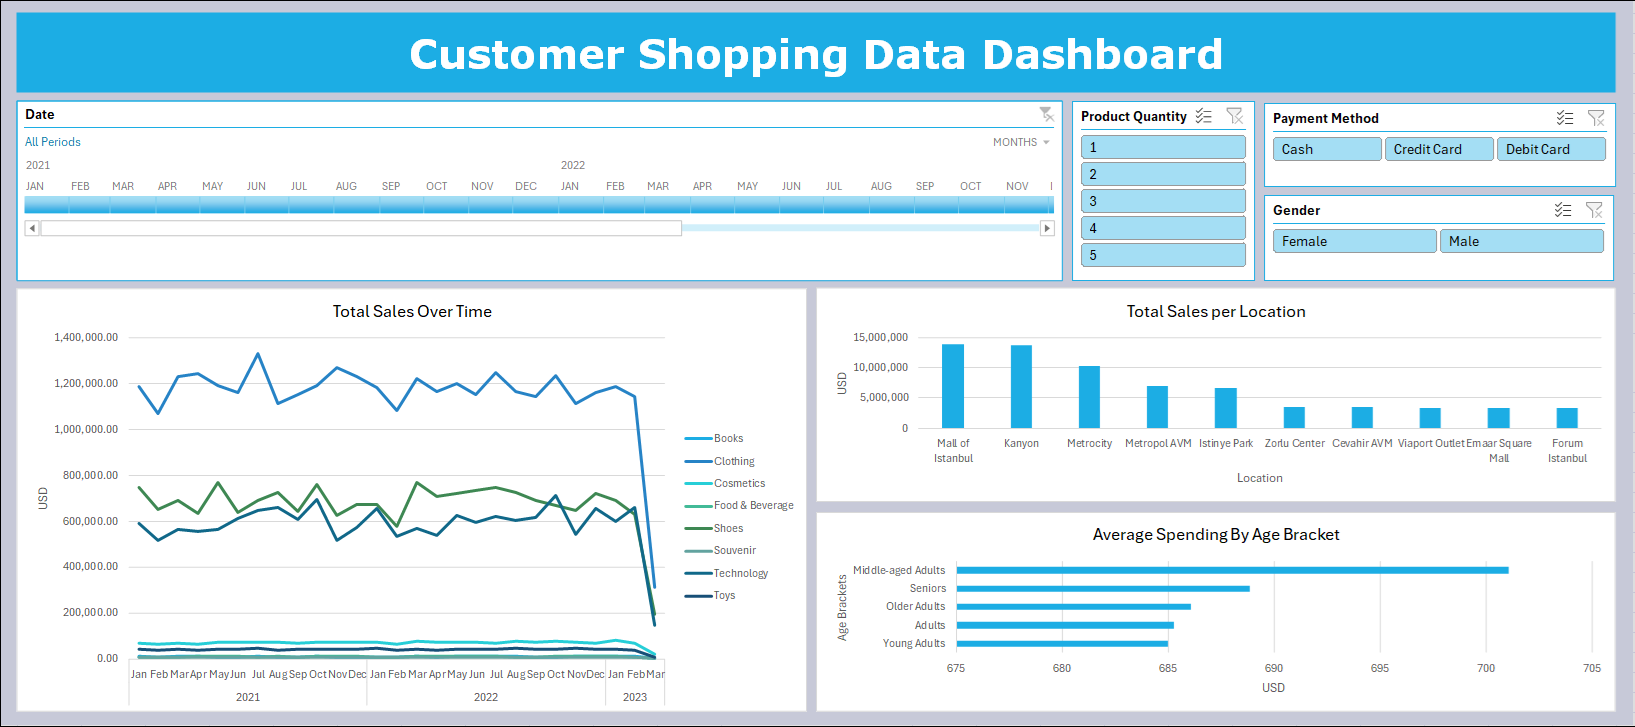 Customer Shopping Data Dashboard
Date
All Periods
MONTHS
2021 2022
JAN FEB MAR APR MAY JUN JUL AUG SEP OCT NOV DEC JAN FEB MAR APR MAY JUN JUL AUG SEP OCT NOV
Product Quantity
1
2
3
4
5
Payment Method
Cash Credit Card Debit Card
Gender
Female Male
Total Sales Over Time
1,400,000.00
1,200,000.00
1,000,000.00
800,000.00
600,000.00
400,000.00
200,000.00
0.00
USD
Jan Feb Mar Apr May Jun Jul Aug Sep Oct Nov Dec Jan Feb Mar Apr May Jun Jul Aug Sep Oct Nov Dec Jan Feb Mar
2021 2022 2023
Books
Clothing
Cosmetics
Food & Beverage
Shoes
Souvenir
Technology
Toys
Total Sales per Location
15,000,000
10,000,000
5,000,000
0
USD
Mall of Istanbul Kanyon Metrocity Metropol AVM Istinye Park Zorlu Center Cevahir AVM Viaport Outlet Emaar Square Mall Forum Istanbul
Location
Average Spending By Age Bracket
Age Brackets
Middle-aged Adults
Seniors
Older Adults
Adults
Young Adults
675 680 685 690 695 700 705
USD